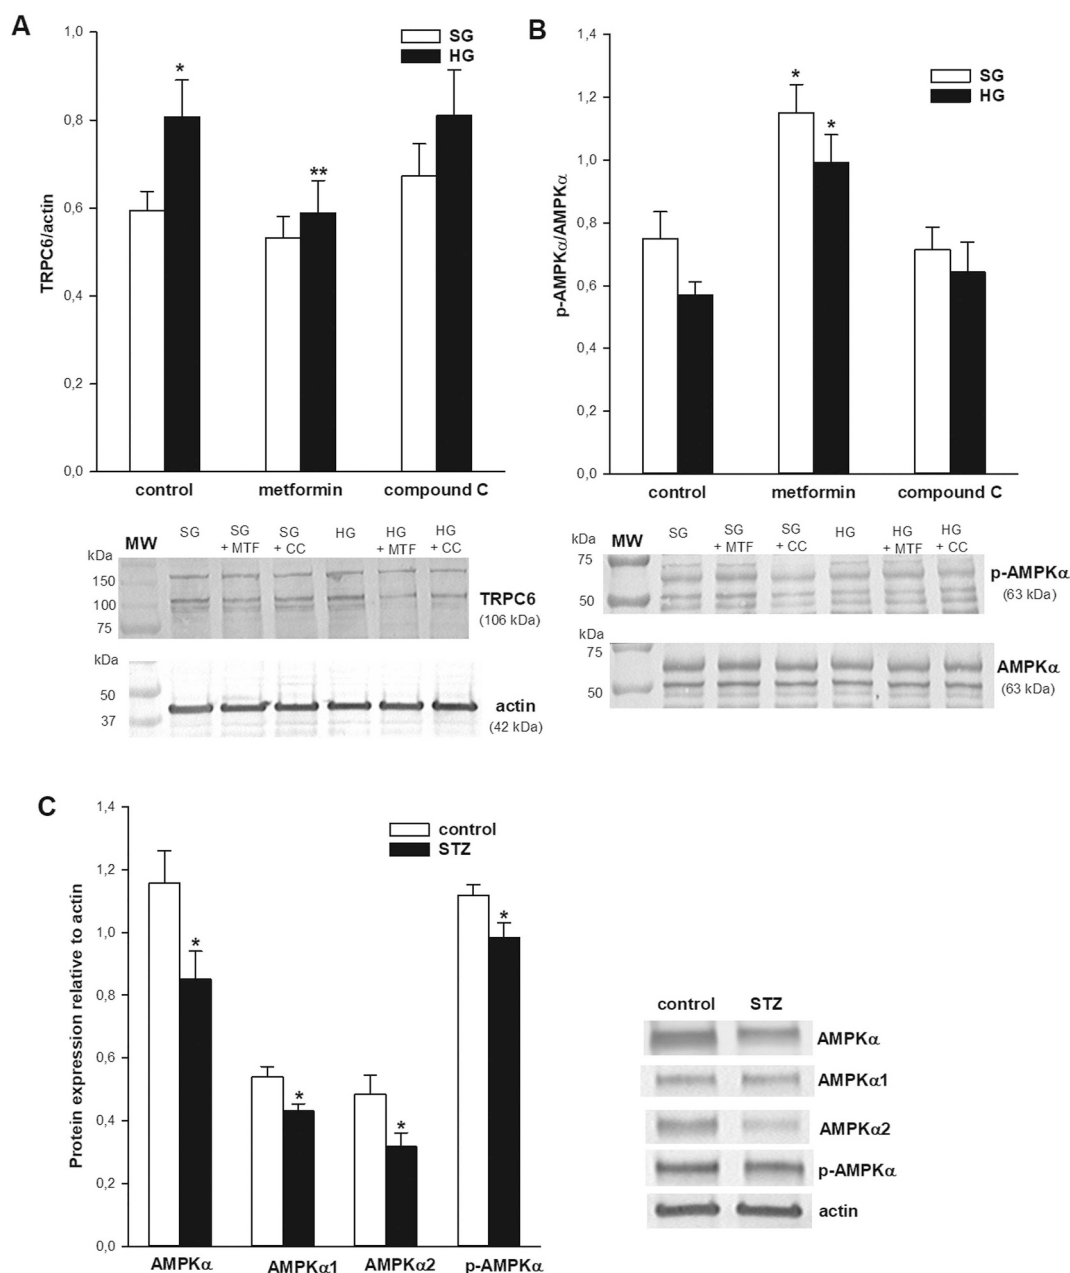 A
1,0
0,8
0,6
0,4
0,2
0,0
TRPC6/actin
SG
HG
*
**
control metformin compound C
MW SG SG + MTF SG + CC HG HG + MTF HG + CC
kDa
150
100
75
TRPC6
(106 kDa)
kDa
50
37
actin
(42 kDa)
B
1,4
1,2
1,0
0,8
0,6
0,4
0,2
0,0
p-AMPKα/AMPKα
SG
HG
*
*
control metformin compound C
kDa
MW SG SG + MTF SG + CC HG HG + MTF HG + CC
75
50
p-AMPKα
(63 kDa)
kDa
75
50
AMPKα
(63 kDa)
C
1,4
1,2
1,0
0,8
0,6
0,4
0,2
0,0
Protein expression relative to actin
control
STZ
*
*
*
*
AMPKα AMPKα1 AMPKα2 p-AMPKα
control STZ
AMPKα
AMPKα1
AMPKα2
p-AMPKα
actin